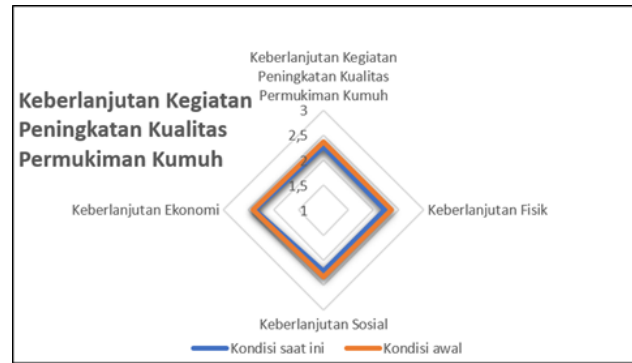 Keberlanjutan Kegiatan
Peningkatan Kualitas
Permukiman Kumuh
Keberlanjutan Kegiatan
Peningkatan Kualitas
Permukiman Kumuh
3
2,5
2
1,5
1
Keberlanjutan Ekonomi
Keberlanjutan Fisik
Keberlanjutan Sosial
Kondisi saat ini
Kondisi awal